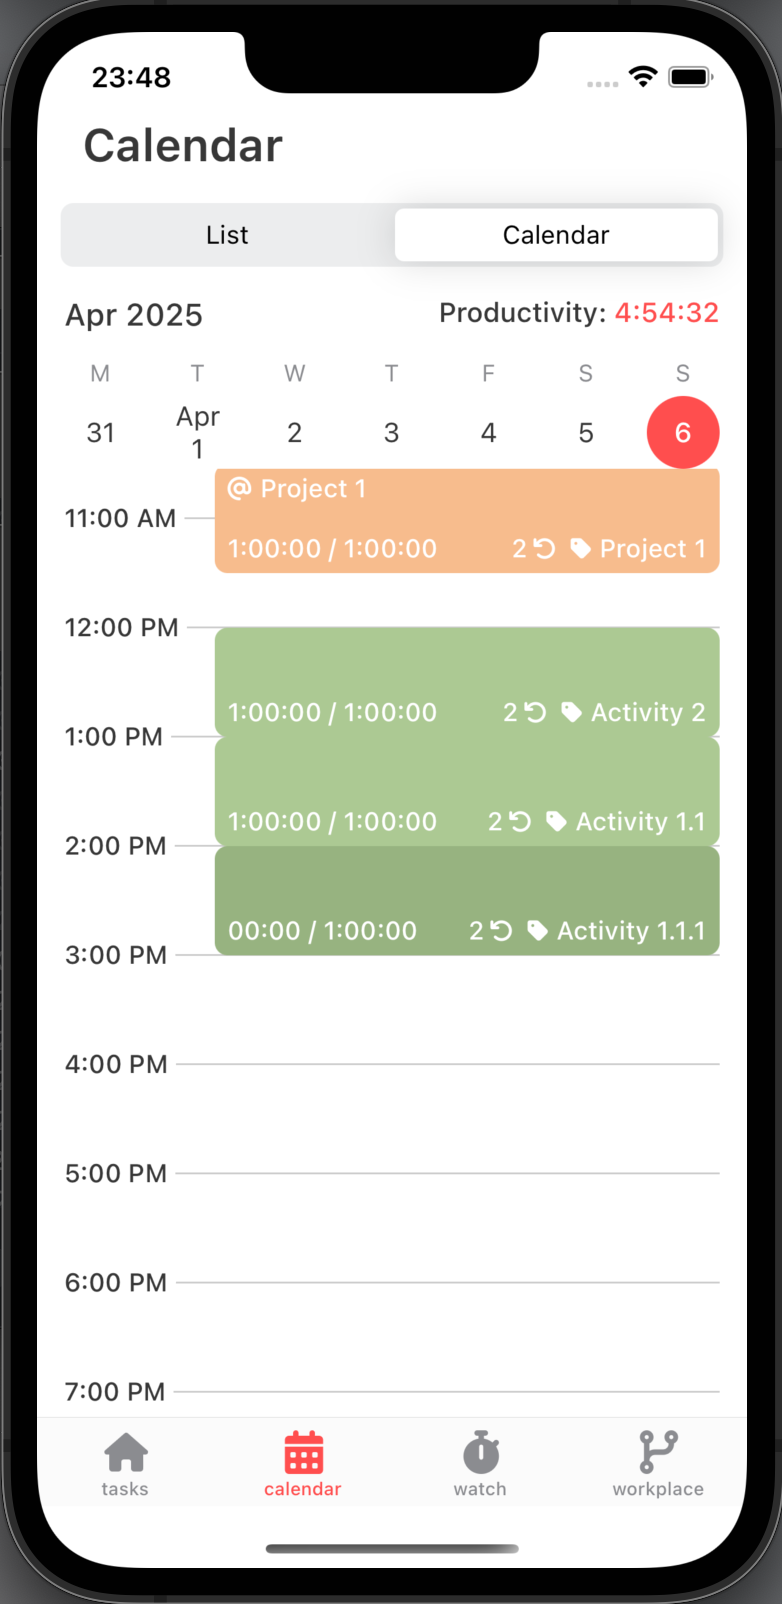 23:48
Calendar
List Calendar
Apr 2025 Productivity: 4:54:32
M T W T F S S
31 Apr 1 2 3 4 5 6
@ Project 1
11:00 AM
1:00:00 / 1:00:00 2 Project 1
12:00 PM
1:00:00 / 1:00:00 2 Activity 2
1:00 PM
1:00:00 / 1:00:00 2 Activity 1.1
2:00 PM
00:00 / 1:00:00 2 Activity 1.1.1
3:00 PM
4:00 PM
5:00 PM
6:00 PM
7:00 PM
tasks calendar watch workplace